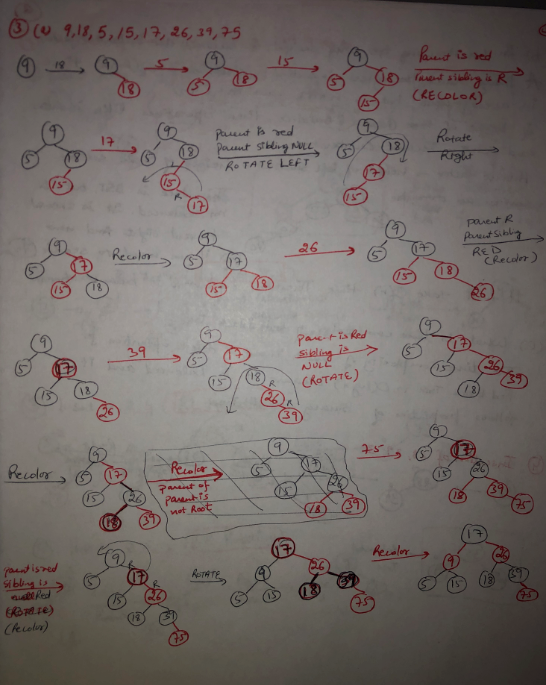 ③ (a) 9,18, 5, 15, 17, 26, 39, 75
9 18 9 18 5 9 5 18 15 9 5 18 15
Parent is red
Parent sibling is R
(RECOLOR)
9 5 18 15 17 9 5 18 15 R 17
parent is red
Parent sibling NULL
ROTATE LEFT
9 5 18 17 15
Rotate
Right
9 5 17 15 18 Recolor 9 5 17 15 18 26 9 5 17 15 18 26
parent R
Parent sibling
RED
(Recolor)
9 5 17 15 18 26 39 9 5 17 15 18 R 26 R 39
parent is Red
sibling is
NULL
(ROTATE)
9 5 17 15 26 18 39
Recolor
9 5 17 15 26 18 39
Recolor
parent of
parent is
not Root
9 5 17 15 26 18 39 75 9 5 17 15 26 18 39 75
parent is red
sibling is
Red
(ROTATE)
(Recolor)
9 5 17 R 15 26 R 18 39 75
ROTATE
17 9 26 5 15 18 39 75
Recolor
17 9 26 5 15 18 39 75